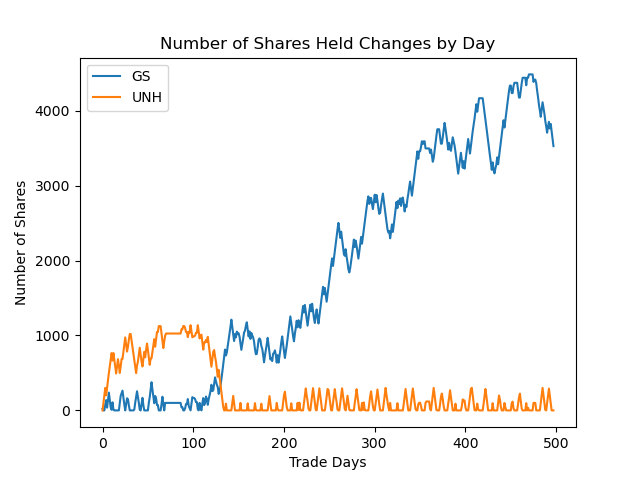 Number of Shares Held Changes by Day
GS
UNH
4000
3000
2000
1000
0
Number of Shares
0 100 200 300 400 500
Trade Days